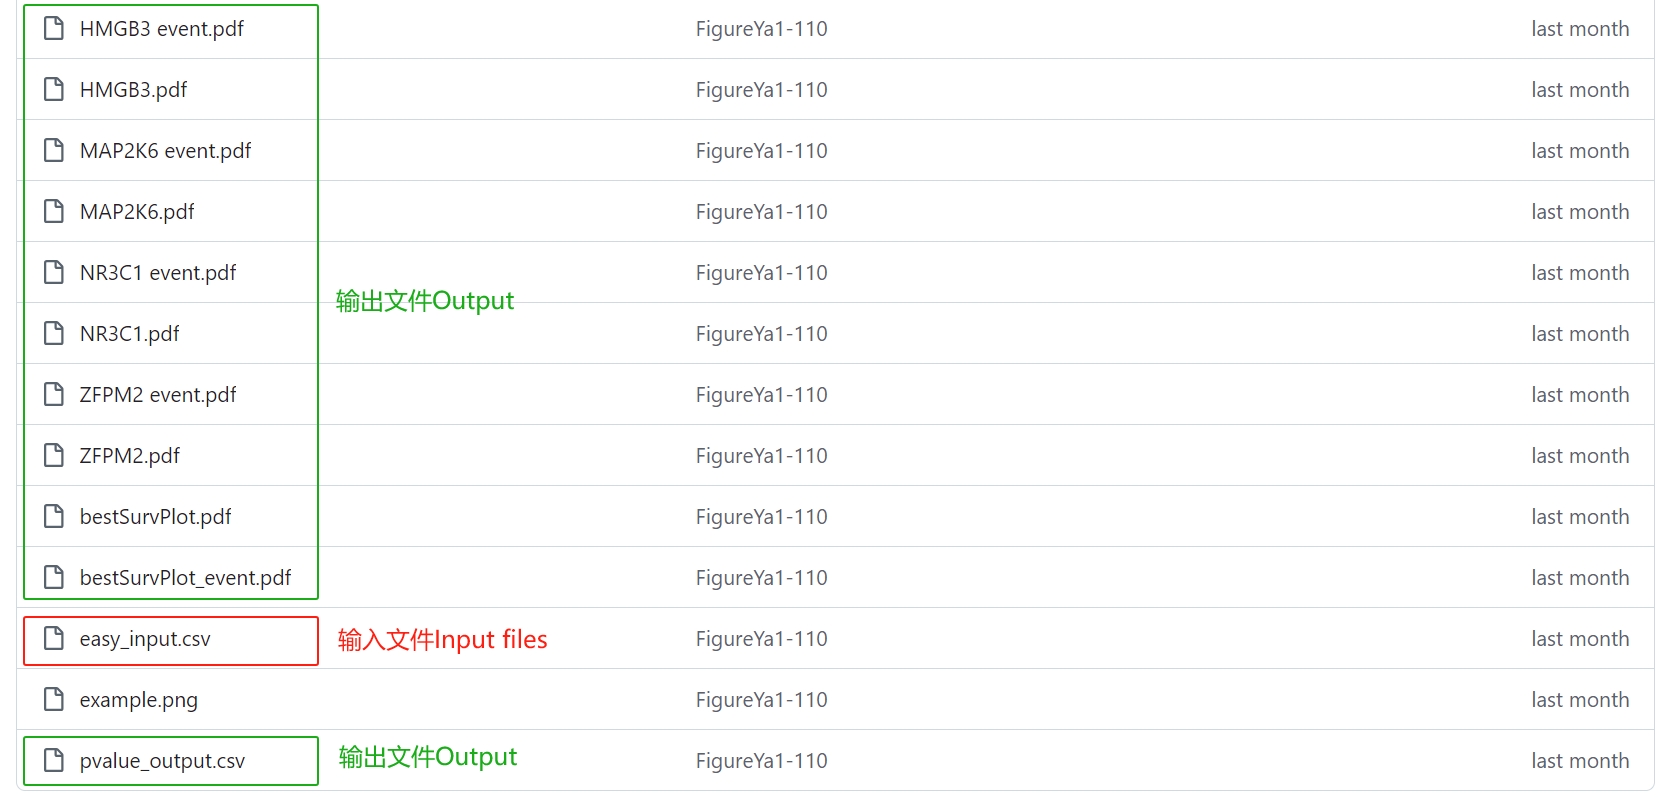 HMGB3 event.pdf FigureYa1-110 last month
HMGB3.pdf FigureYa1-110 last month
MAP2K6 event.pdf FigureYa1-110 last month
MAP2K6.pdf FigureYa1-110 last month
NR3C1 event.pdf FigureYa1-110 last month
输出文件Output
NR3C1.pdf FigureYa1-110 last month
ZFPM2 event.pdf FigureYa1-110 last month
ZFPM2.pdf FigureYa1-110 last month
bestSurvPlot.pdf FigureYa1-110 last month
bestSurvPlot_event.pdf FigureYa1-110 last month
easy_input.csv 输入文件Input files FigureYa1-110 last month
example.png FigureYa1-110 last month
pvalue_output.csv 输出文件Output FigureYa1-110 last month